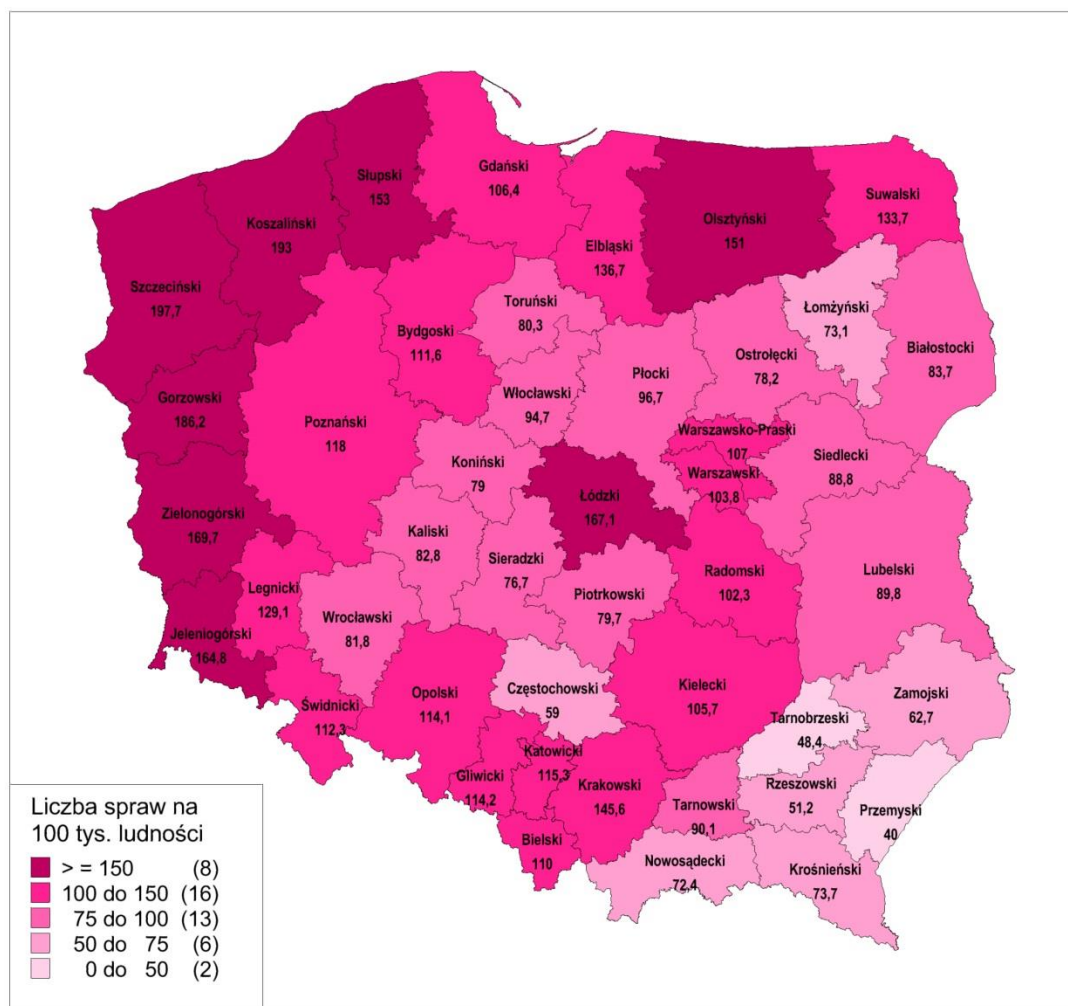 Gdański
106,4
Słupski
153
Suwalski
133,7
Koszaliński
193
Olsztyński
151
Elbląski
136,7
Szczeciński
197,7
Toruński
80,3
Łomżyński
73,1
Bydgoski
111,6
Ostrołęcki
78,2
Białostocki
83,7
Płocki
96,7
Gorzowski
186,2
Włocławski
94,7
Poznański
118
Warszawsko-Praski
107
Koniński
79
Siedlecki
88,8
Warszawski
103,8
Łódzki
167,1
Zielonogórski
169,7
Kaliski
82,8
Sieradzki
76,7
Radomski
102,3
Lubelski
89,8
Legnicki
129,1
Piotrkowski
79,7
Wrocławski
81,8
Jeleniogórski
164,8
Kielecki
105,7
Częstochowski
59
Opolski
114,1
Zamojski
62,7
Świdnicki
112,3
Tarnobrzeski
48,4
Katowicki
115,3
Gliwicki
114,2
Krakowski
145,6
Rzeszowski
51,2
Tarnowski
90,1
Przemyski
40
Bielski
110
Nowosądecki
72,4
Krośnieński
73,7
Liczba spraw na
100 tys. ludności
> = 150 (8)
100 do 150 (16)
75 do 100 (13)
50 do 75 (6)
0 do 50 (2)